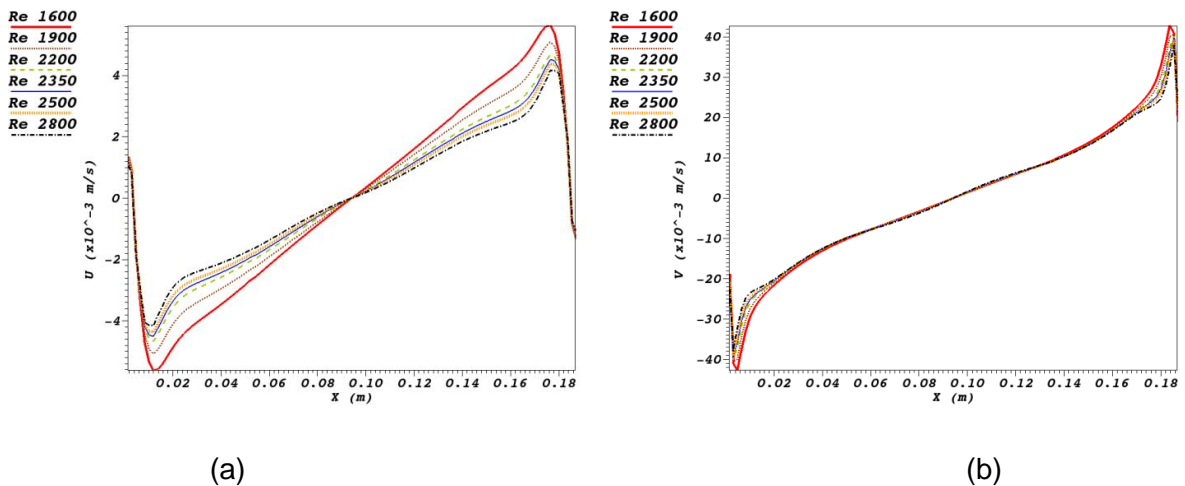 Re 1600
Re 1900
Re 2200
Re 2350
Re 2500
Re 2800
4
2
0
-2
-4
U (x10^-3 m/s)
0.02 0.04 0.06 0.08 0.10 0.12 0.14 0.16 0.18
X (m)
(a)
Re 1600
Re 1900
Re 2200
Re 2350
Re 2500
Re 2800
40
30
20
10
0
-10
-20
-30
-40
V (x10^-3 m/s)
0.02 0.04 0.06 0.08 0.10 0.12 0.14 0.16 0.18
X (m)
(b)